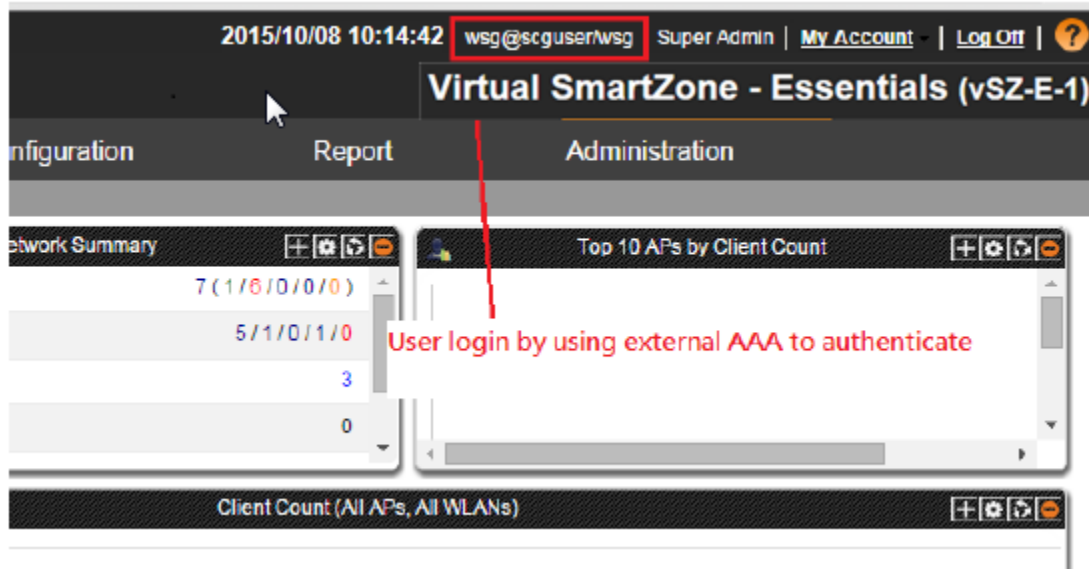 2015/10/08 10:14:42 wsg@scguser/wsg Super Admin | My Account | Log Off | ?
Virtual SmartZone - Essentials (vSZ-E-1)
nfiguration Report Administration
etwork Summary
Top 10 APs by Client Count
7 ( 1 / 6 / 0 / 0 / 0 )
5 / 1 / 0 / 1 / 0
User login by using external AAA to authenticate
3
0
Client Count (All APs, All WLANs)